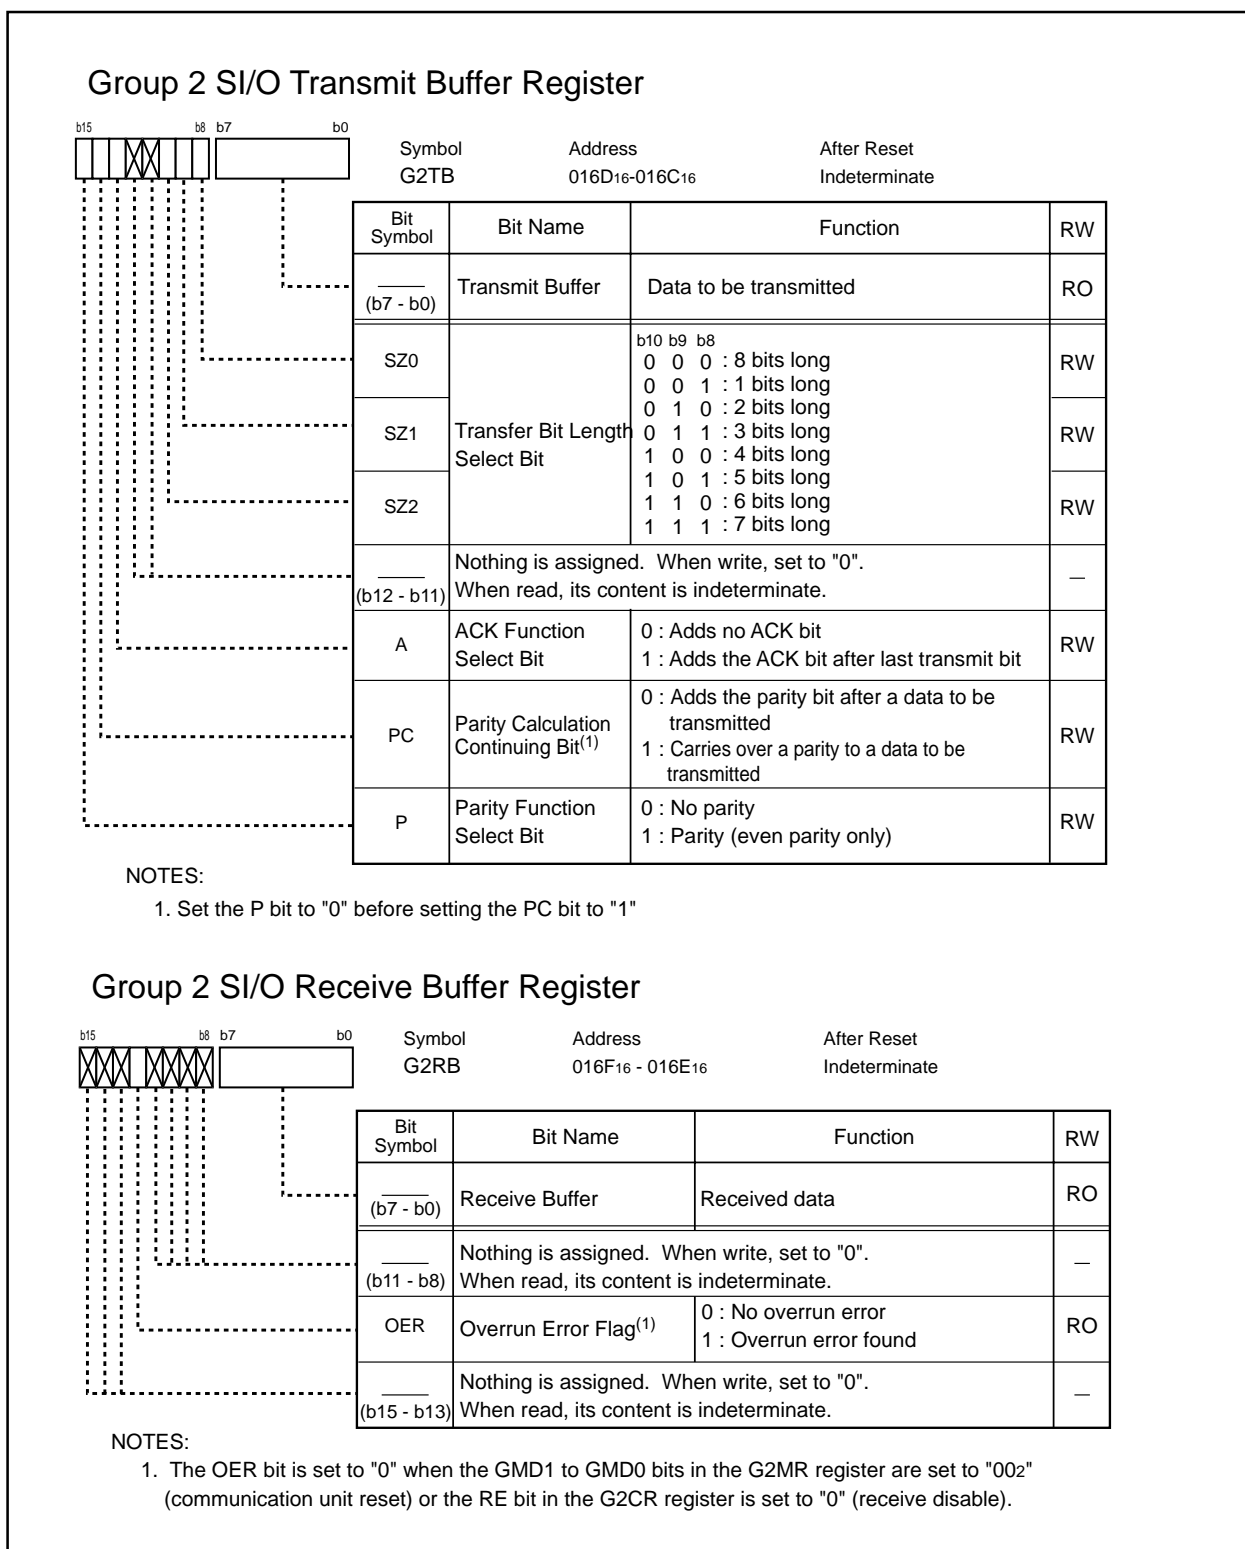 Group 2 SI/O Transmit Buffer Register
b15 b8 b7 b0
Symbol Address After Reset
G2TB 016D16-016C16 Indeterminate
Bit Symbol Bit Name Function RW
(b7 - b0) Transmit Buffer Data to be transmitted RO
b10 b9 b8
SZ0 0 0 0 : 8 bits long RW
0 0 1 : 1 bits long
0 1 0 : 2 bits long
SZ1 Transfer Bit Length 0 1 1 : 3 bits long RW
Select Bit 1 0 0 : 4 bits long
1 0 1 : 5 bits long
SZ2 1 1 0 : 6 bits long RW
1 1 1 : 7 bits long
Nothing is assigned. When write, set to "0".
(b12 - b11) When read, its content is indeterminate. —
A ACK Function 0 : Adds no ACK bit RW
Select Bit 1 : Adds the ACK bit after last transmit bit
0 : Adds the parity bit after a data to be
transmitted
PC Parity Calculation Continuing Bit(1) 1 : Carries over a parity to a data to be RW
transmitted
P Parity Function 0 : No parity RW
Select Bit 1 : Parity (even parity only)
NOTES:
1. Set the P bit to "0" before setting the PC bit to "1"
Group 2 SI/O Receive Buffer Register
b15 b8 b7 b0
Symbol Address After Reset
G2RB 016F16 - 016E16 Indeterminate
Bit Symbol Bit Name Function RW
(b7 - b0) Receive Buffer Received data RO
Nothing is assigned. When write, set to "0".
(b11 - b8) When read, its content is indeterminate. —
OER Overrun Error Flag(1) 0 : No overrun error RO
1 : Overrun error found
Nothing is assigned. When write, set to "0".
(b15 - b13) When read, its content is indeterminate. —
NOTES:
1. The OER bit is set to "0" when the GMD1 to GMD0 bits in the G2MR register are set to "002"
(communication unit reset) or the RE bit in the G2CR register is set to "0" (receive disable).